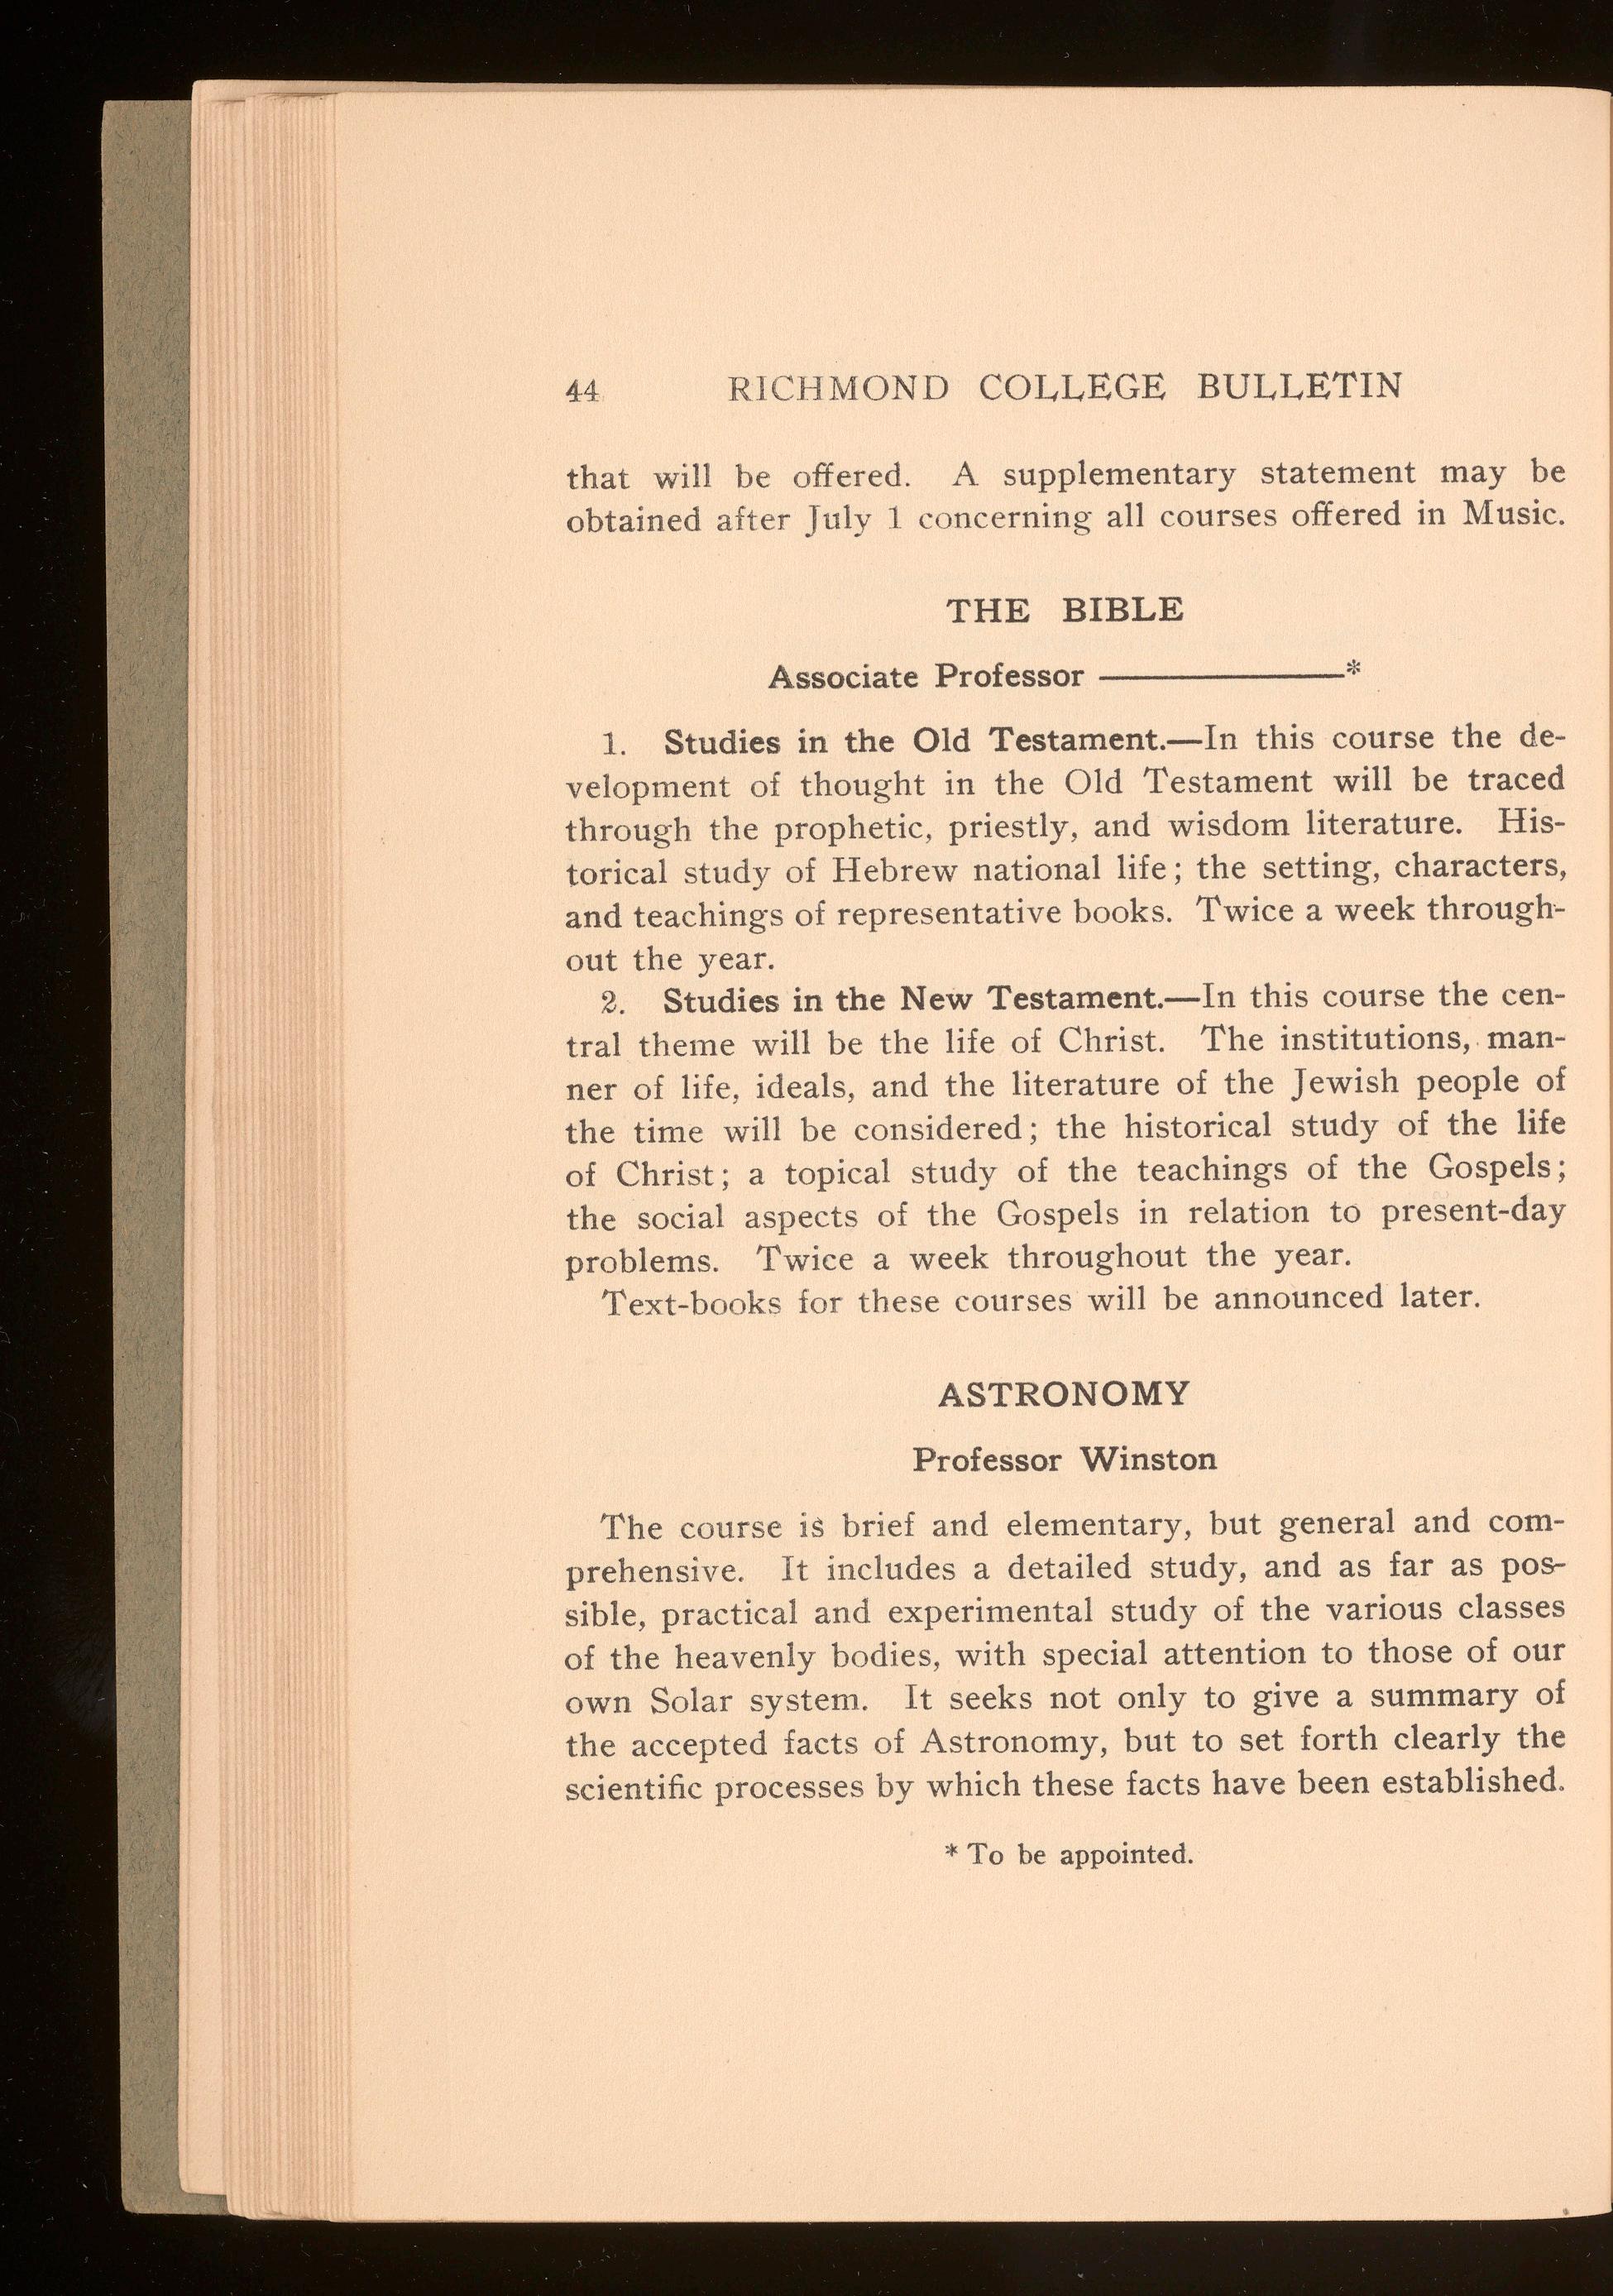 44 RICHMOND COLLEGE BULLETIN
that will be offered. A supplementary statement may be
obtained after July 1 concerning all courses offered in Music.
THE BIBLE
Associate Professor ————*
1. Studies in the Old Testament.—In this course the de-
velopment of thought in the Old Testament will be traced
through the prophetic, priestly, and wisdom literature. His-
torical study of Hebrew national life; the setting, characters,
and teachings of representative books. Twice a week through-
out the year.
2. Studies in the New Testament.—In this course the cen-
tral theme will be the life of Christ. The institutions, man-
ner of life, ideals, and the literature of the Jewish people of
the time will be considered; the historical study of the life
of Christ; a topical study of the teachings of the Gospels;
the social aspects of the Gospels in relation to present-day
problems. Twice a week throughout the year.
Text-books for these courses will be announced later.
ASTRONOMY
Professor Winston
The course is brief and elementary, but general and com-
prehensive. It includes a detailed study, and as far as pos-
sible, practical and experimental study of the various classes
of the heavenly bodies, with special attention to those of our
own Solar system. It seeks not only to give a summary of
the accepted facts of Astronomy, but to set forth clearly the
scientific processes by which these facts have been established.
* To be appointed.